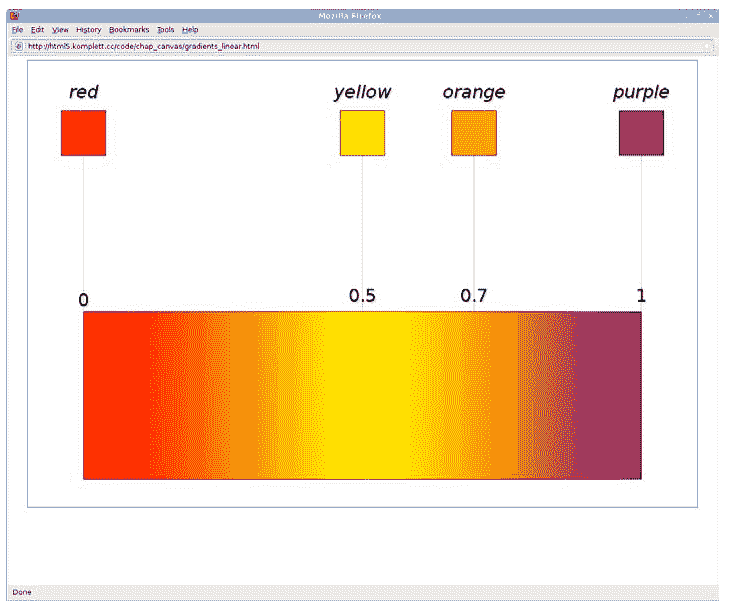 Mozilla Firefox
File Edit View History Bookmarks Tools Help
http://html5.komplett.cc/code/chap_canvas/gradients_linear.html
red yellow orange purple
0 0.5 0.7 1
Done